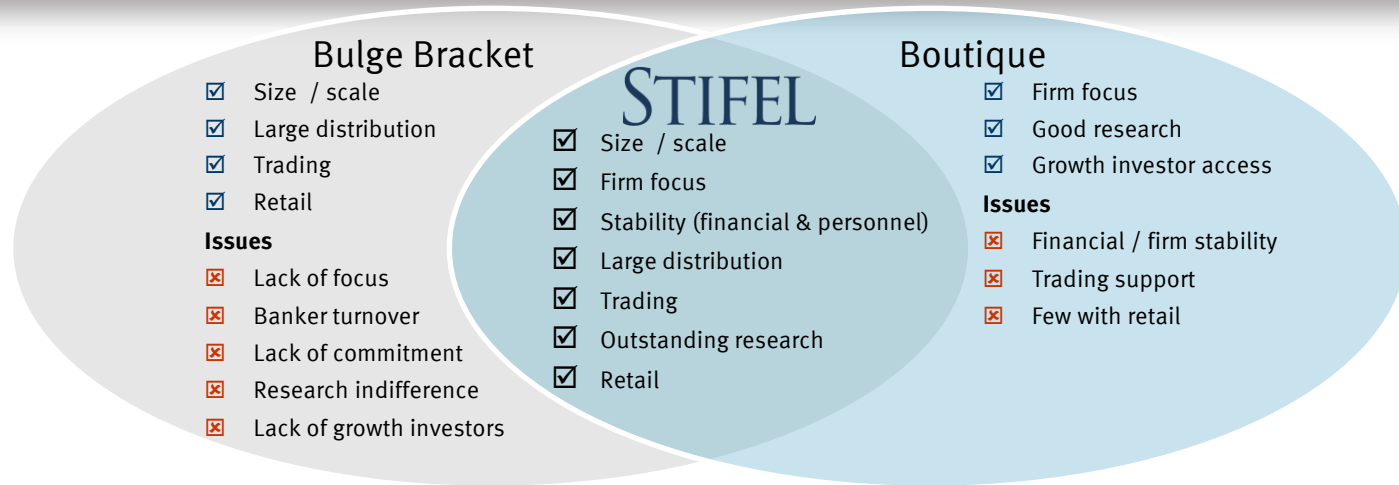 Bulge Bracket
Size / scale
Large distribution
Trading
Retail
Issues
Lack of focus
Banker turnover
Lack of commitment
Research indifference
Lack of growth investors
STIFEL
Size / scale
Firm focus
Stability (financial & personnel)
Large distribution
Trading
Outstanding research
Retail
Boutique
Firm focus
Good research
Growth investor access
Issues
Financial / firm stability
Trading support
Few with retail